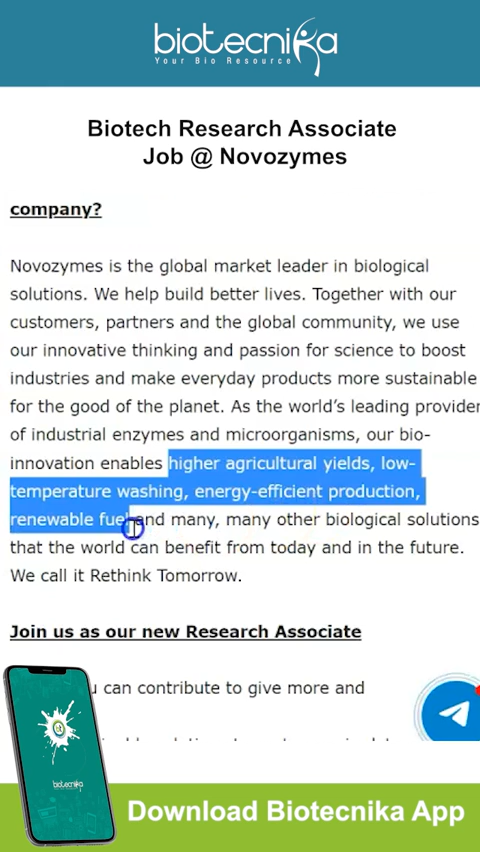 biotecnika
Your Bio Resource
Biotech Research Associate
Job @ Novozymes
company?
Novozymes is the global market leader in biological
solutions. We help build better lives. Together with our
customers, partners and the global community, we use
our innovative thinking and passion for science to boost
industries and make everyday products more sustainable
for the good of the planet. As the world's leading provider
of industrial enzymes and microorganisms, our bio-
innovation enables higher agricultural yields, low-
temperature washing, energy-efficient production,
renewable fuel and many, many other biological solutions
that the world can benefit from today and in the future.
We call it Rethink Tomorrow.
Join us as our new Research Associate
can contribute to give more and
biotecnika
Download Biotecnika App